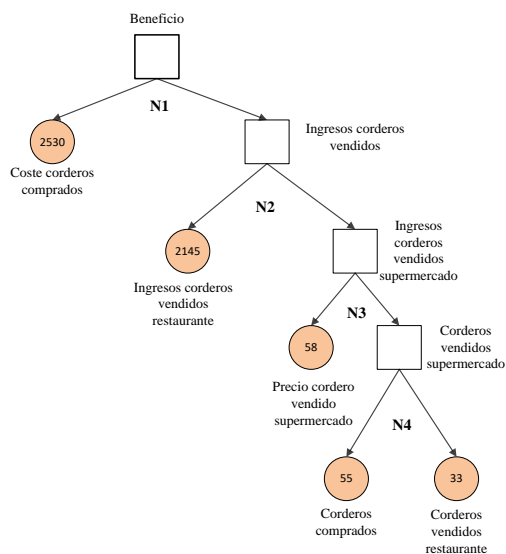 Beneficio
N1
2530
Coste corderos
comprados
Ingresos corderos
vendidos
N2
2145
Ingresos corderos
vendidos
restaurante
Ingresos
corderos
vendidos
supermercado
N3
58
Precio cordero
vendido
supermercado
Corderos
vendidos
supermercado
N4
55
Corderos
comprados
33
Corderos
vendidos
restaurante